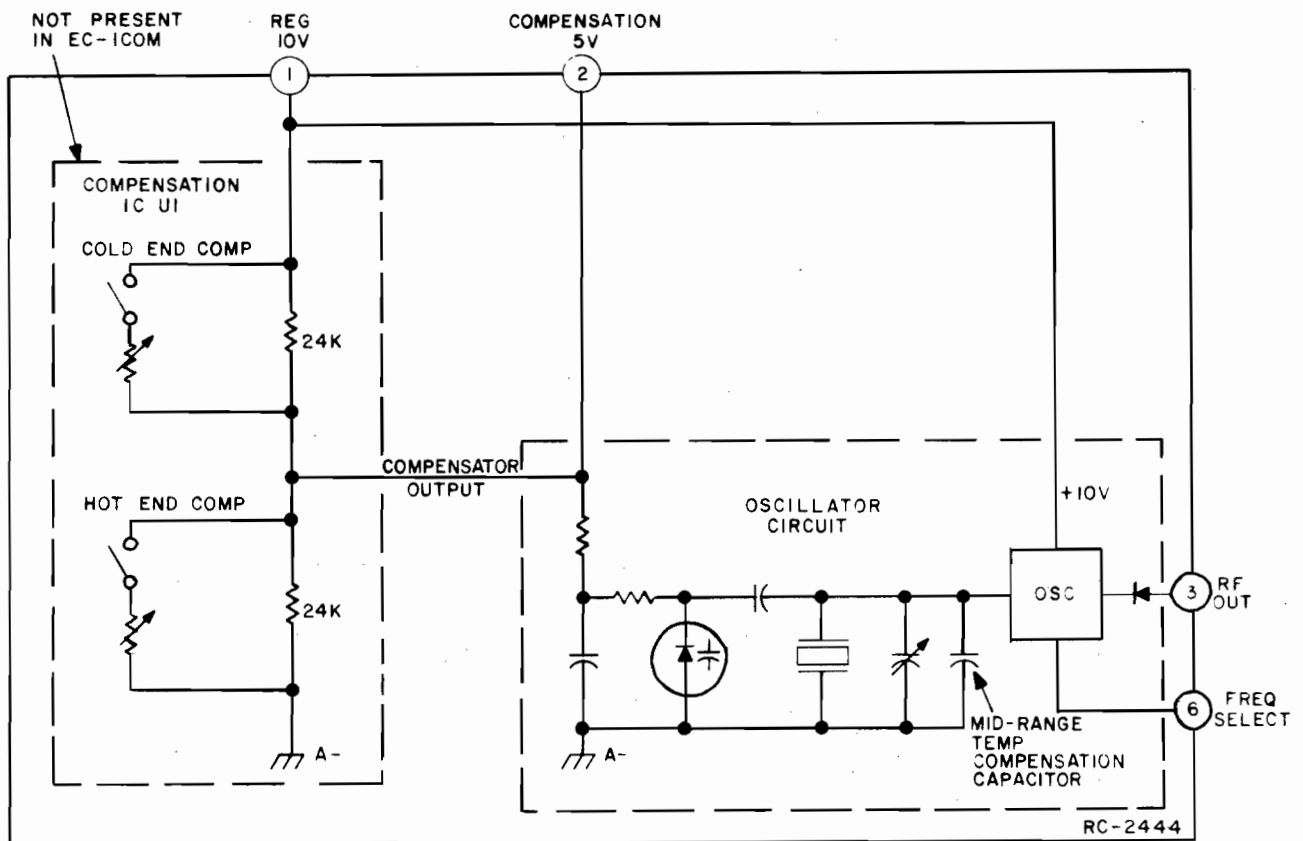 NOT PRESENT
IN EC-ICOM
REG
10V
1
COMPENSATION
5V
2
COMPENSATION
IC U1
COLD END COMP
24K
HOT END COMP
24K
A-
COMPENSATOR
OUTPUT
OSCILLATOR
CIRCUIT
+10V
OSC
3
RF
OUT
6
FREQ
SELECT
MID-RANGE
TEMP
COMPENSATION
CAPACITOR
A-
RC-2444